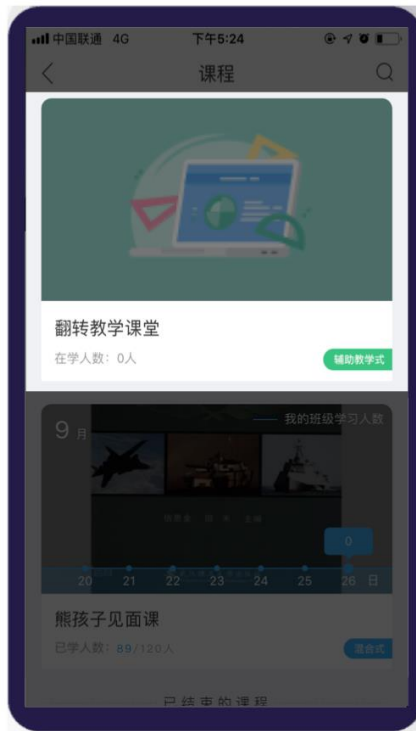 中国联通 4G 下午5:24
课程
翻转教学课堂
在学人数：0人
辅助教学式
9月
我的班级学习人数
0
20 21 22 23 24 25 26 日
熊孩子见面课
已学人数：89/120人
混合式
已结束的课程